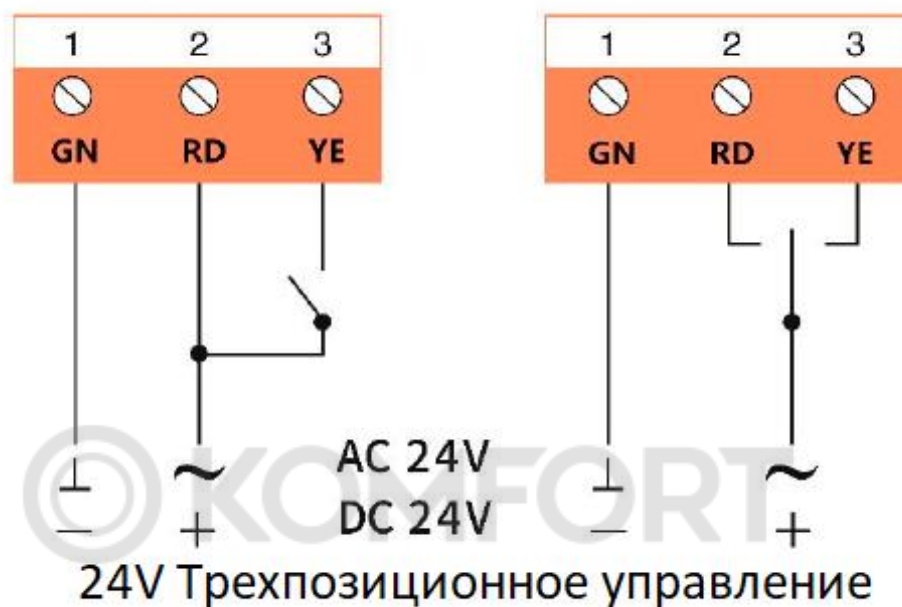 1 2 3 1 2 3
GN RD YE GN RD YE
AC 24V
DC 24V
KOMFORT
24V Трехпозиционное управление